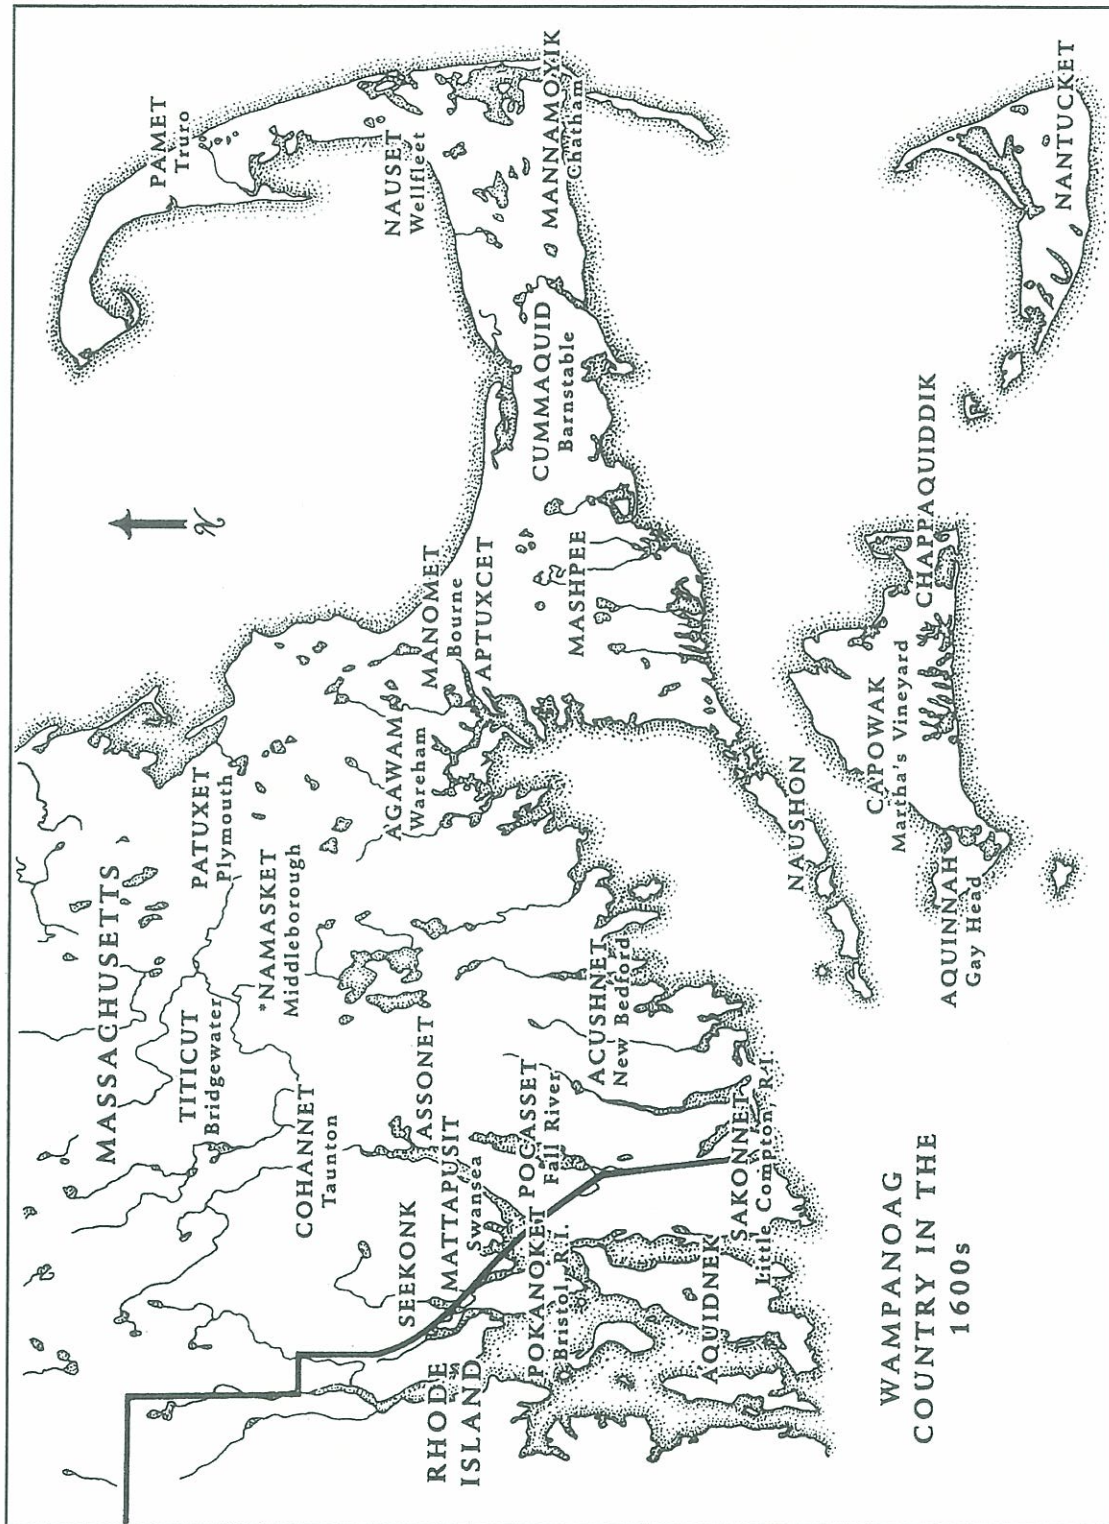 PAMET
Truro
NAUSET
Wellfleet
MANNAMOYIK
Chatham
NANTUCKET
CUMMAQUID
Barnstable
N
MANOMET
Bourne
APTUXCET
MASHPEE
CHAPPAQUIDDIK
CAPOWAK
Martha's Vineyard
AQUINNAH
Gay Head
NAUSHON
PATUXET
Plymouth
AGAWAM
Wareham
MASSACHUSETTS
*NAMASKET
Middleborough
TITICUT
Bridgewater
COHANNET
Taunton
ASSONET
ACUSHNET
New Bedford
SEEKONK
MATTAPUSIT
Swansea
POCASSET
Fall River
POKANOKET
Bristol, R.I.
SAKONNET
Little Compton, R.I.
AQUIDNEK
RHODE
ISLAND
WAMPANOAG
COUNTRY IN THE
1600s